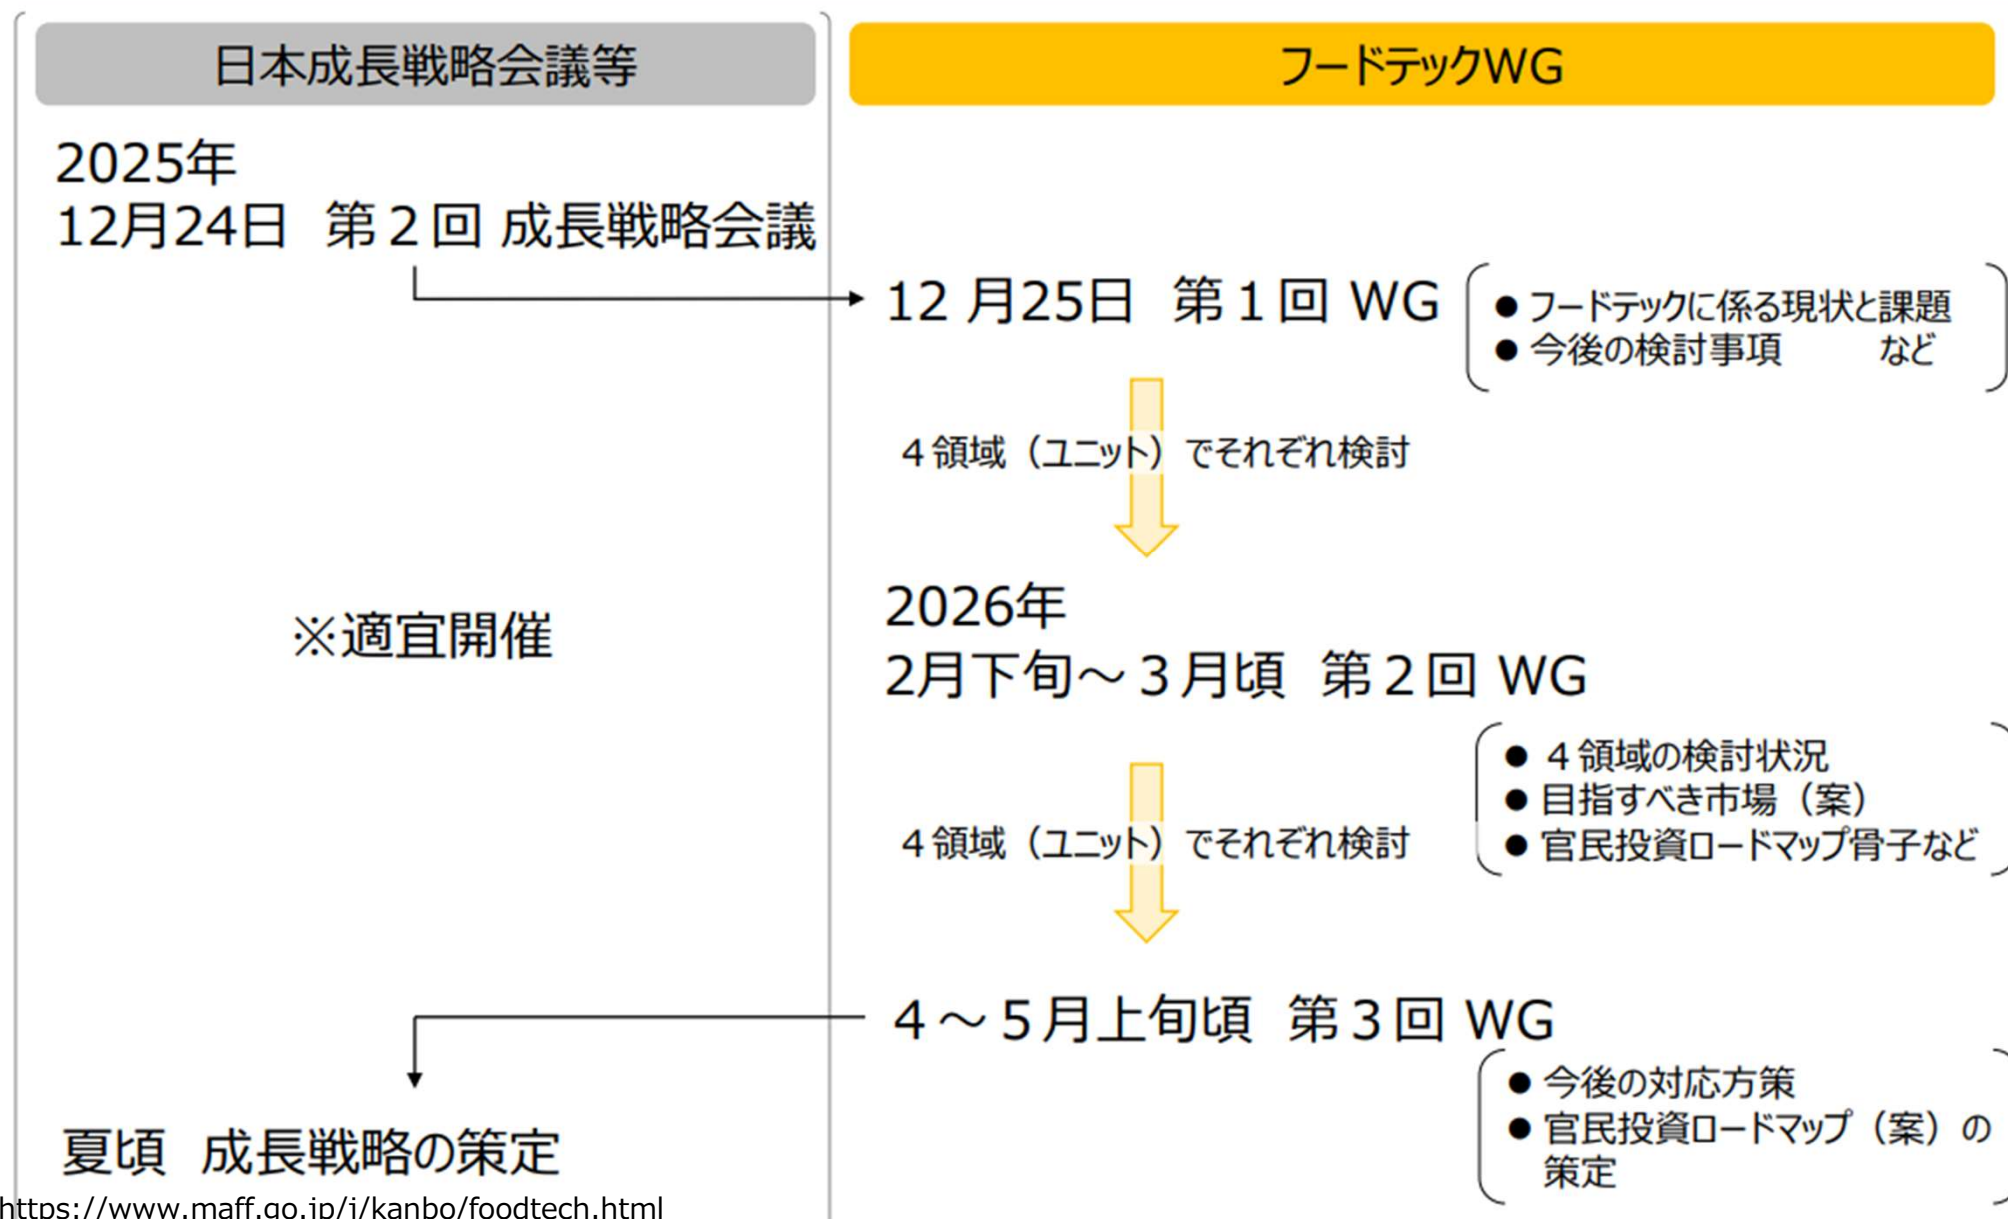 日本成長戦略会議等
フードテックWG
2025年
12月24日 第２回 成長戦略会議
12 月25日 第１回 WG
● フードテックに係る現状と課題
● 今後の検討事項 など
４領域（ユニット）でそれぞれ検討
※適宜開催
2026年
2月下旬～３月頃 第２回 WG
● ４領域の検討状況
● 目指すべき市場（案）
● 官民投資ロードマップ骨子など
４領域（ユニット）でそれぞれ検討
４～５月上旬頃 第３回 WG
● 今後の対応方策
● 官民投資ロードマップ（案）の
策定
夏頃 成長戦略の策定
https://www.maff.go.jp/j/kanbo/foodtech.html